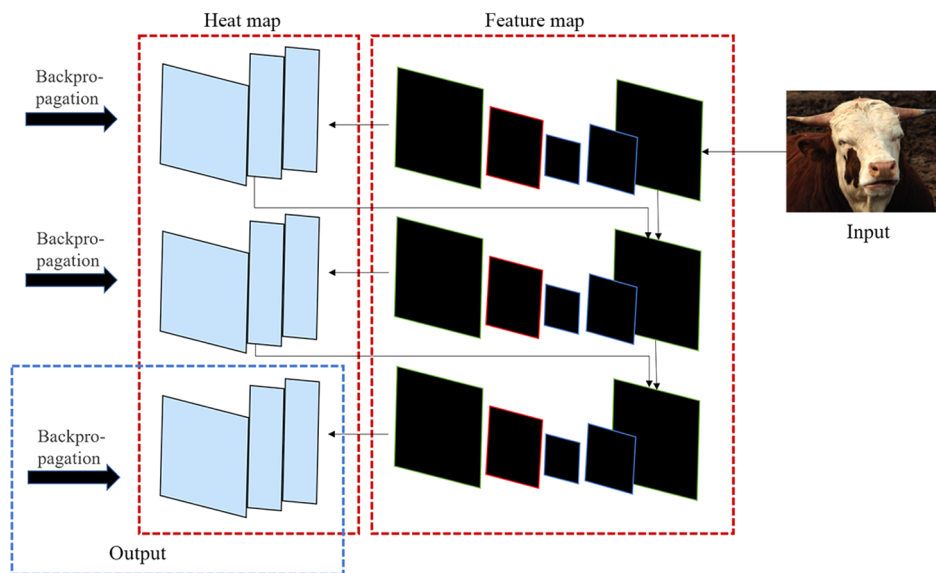 Heat map
Feature map
Backpro-
pagation
Input
Backpro-
pagation
Backpro-
pagation
Output